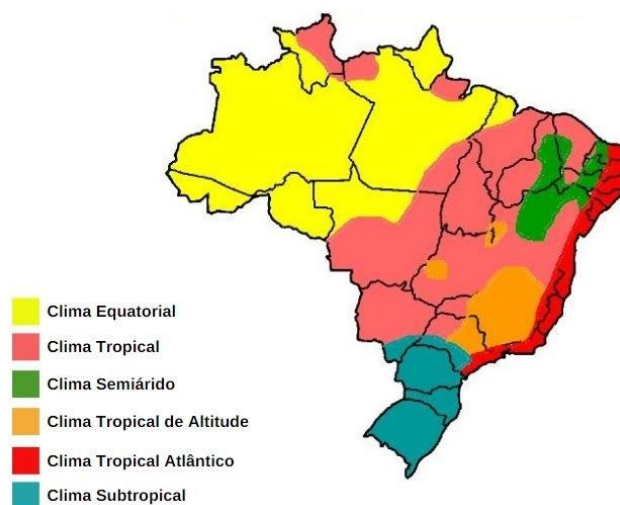 Clima Equatorial
Clima Tropical
Clima Semiárido
Clima Tropical de Altitude
Clima Tropical Atlântico
Clima Subtropical